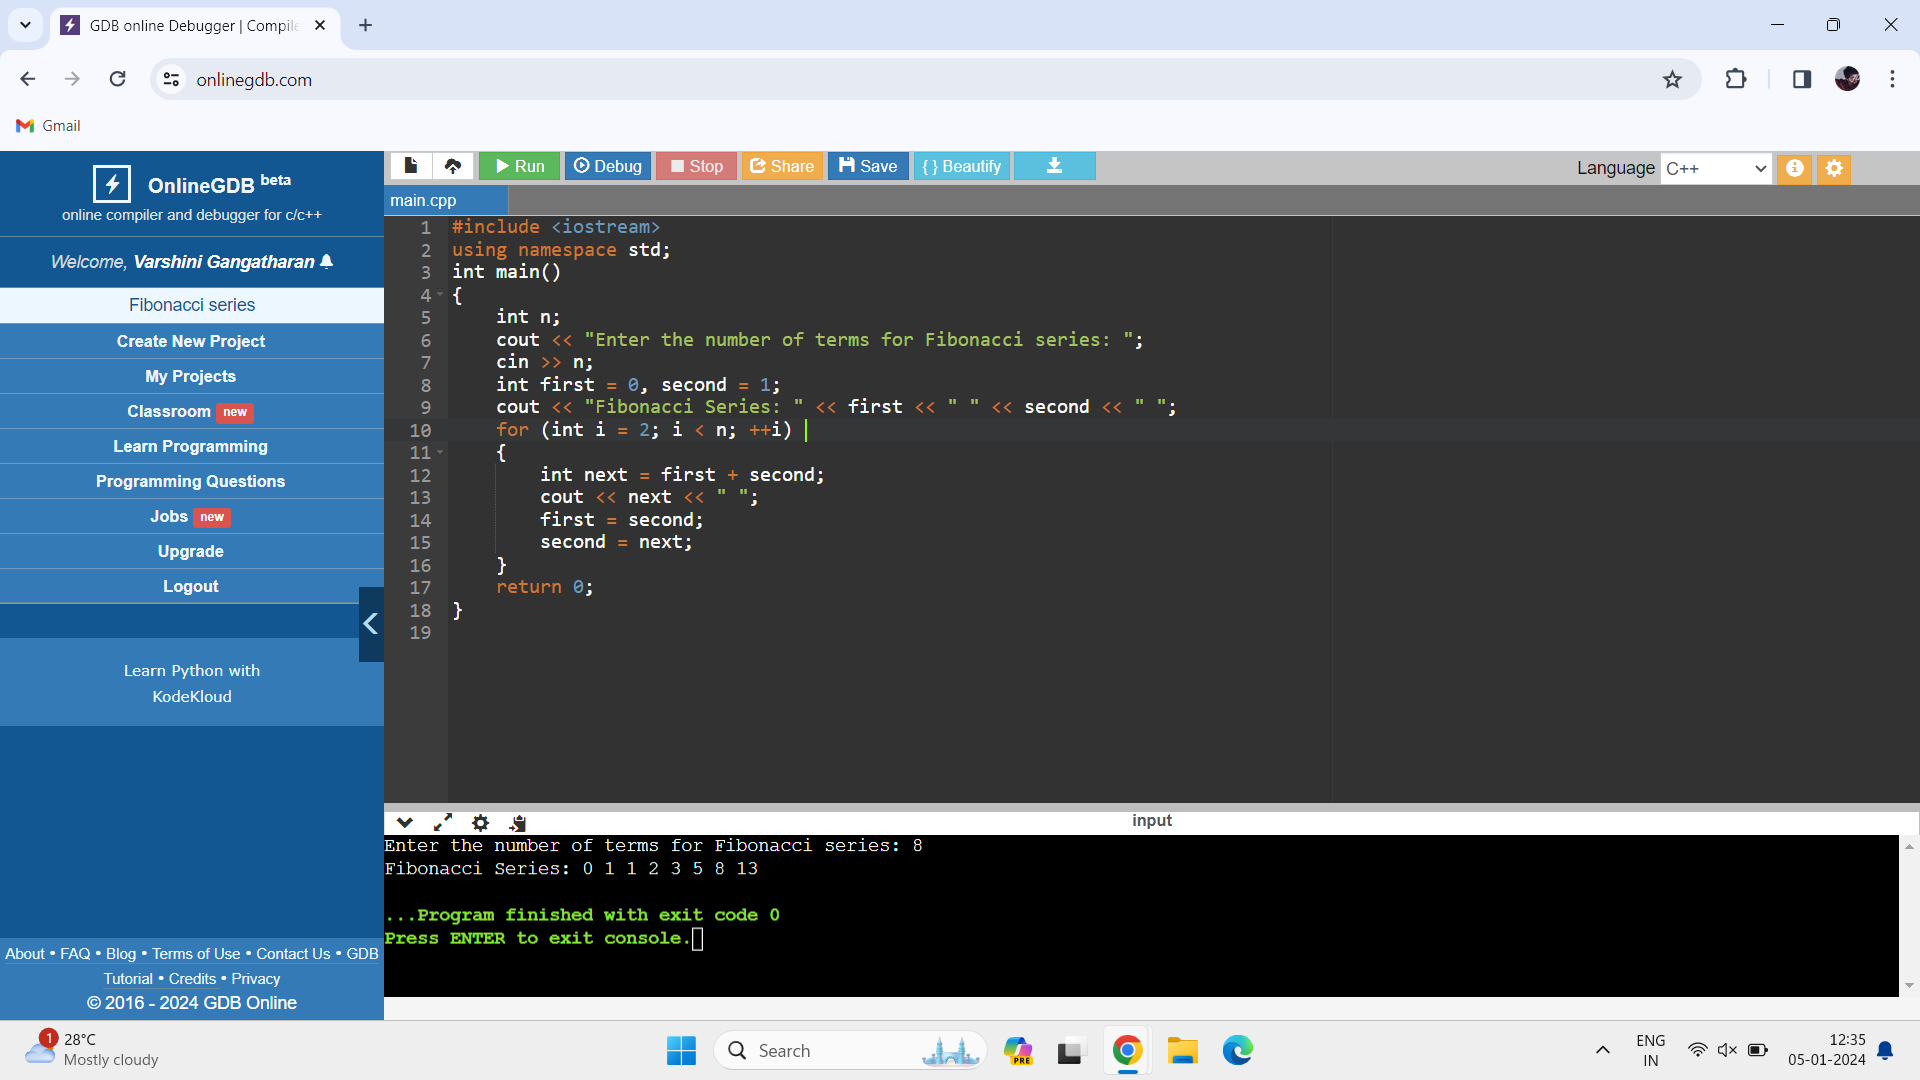 GDB online Debugger | Compile
onlinegdb.com
Gmail
OnlineGDB beta
online compiler and debugger for c/c++
Welcome, Varshini Gangatharan
Fibonacci series
Create New Project
My Projects
Classroom new
Learn Programming
Programming Questions
Jobs new
Upgrade
Logout
Learn Python with
KodeKloud
About • FAQ • Blog • Terms of Use • Contact Us • GDB
Tutorial • Credits • Privacy
© 2016 - 2024 GDB Online
Run Debug Stop Share Save { } Beautify
Language C++
main.cpp
1 #include <iostream>
2 using namespace std;
3 int main()
4 {
5     int n;
6     cout << "Enter the number of terms for Fibonacci series: ";
7     cin >> n;
8     int first = 0, second = 1;
9     cout << "Fibonacci Series: " << first << " " << second << " ";
10     for (int i = 2; i < n; ++i)
11     {
12         int next = first + second;
13         cout << next << " ";
14         first = second;
15         second = next;
16     }
17     return 0;
18 }
19
input
Enter the number of terms for Fibonacci series: 8
Fibonacci Series: 0 1 1 2 3 5 8 13
...Program finished with exit code 0
Press ENTER to exit console.
1
28°C
Mostly cloudy
Search
PRE
ENG
IN
12:35
05-01-2024